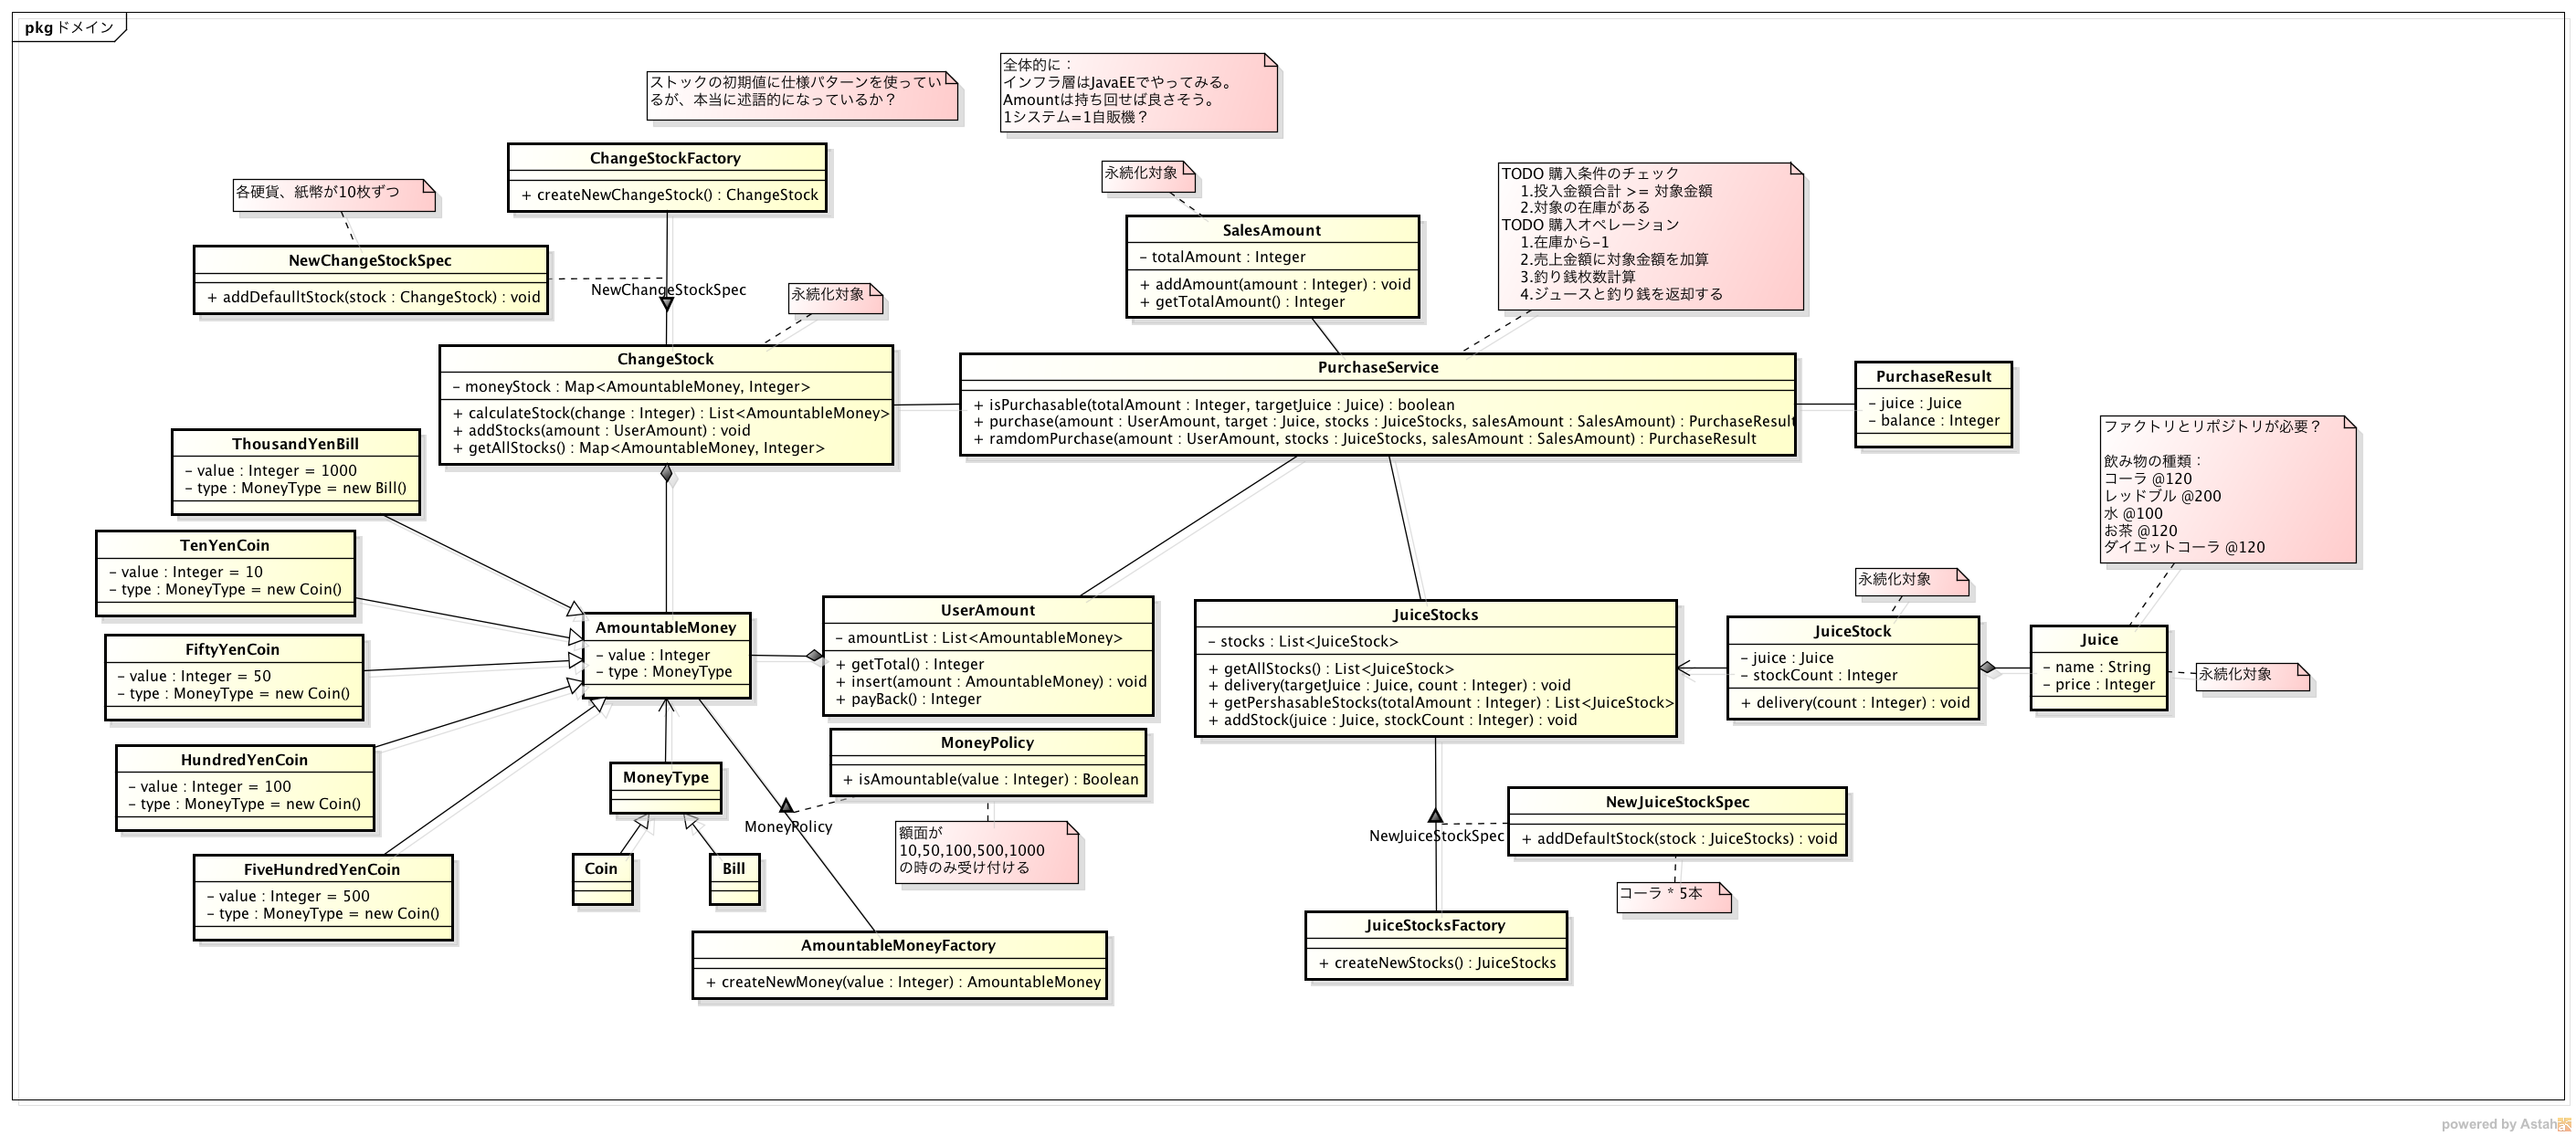 pkg ドメイン
ストックの初期値に仕様パターンを使ってい
るが、本当に述語的になっているか？
全体的に：
インフラ層はJavaEEでやってみる。
Amountは持ち回せば良さそう。
1システム=1自販機？
ChangeStockFactory
+ createNewChangeStock() : ChangeStock
各硬貨、紙幣が10枚ずつ
NewChangeStockSpec
+ addDefaulltStock(stock : ChangeStock) : void
NewChangeStockSpec
永続化対象
永続化対象
SalesAmount
– totalAmount : Integer
+ addAmount(amount : Integer) : void
+ getTotalAmount() : Integer
TODO 購入条件のチェック
1.投入金額合計 >= 対象金額
2.対象の在庫がある
TODO 購入オペレーション
1.在庫から–1
2.売上金額に対象金額を加算
3.釣り銭枚数計算
4.ジュースと釣り銭を返却する
ChangeStock
– moneyStock : Map<AmountableMoney, Integer>
+ calculateStock(change : Integer) : List<AmountableMoney>
+ addStocks(amount : UserAmount) : void
+ getAllStocks() : Map<AmountableMoney, Integer>
PurchaseService
+ isPurchasable(totalAmount : Integer, targetJuice : Juice) : boolean
+ purchase(amount : UserAmount, target : Juice, stocks : JuiceStocks, salesAmount : SalesAmount) : PurchaseResult
+ ramdomPurchase(amount : UserAmount, stocks : JuiceStocks, salesAmount : SalesAmount) : PurchaseResult
PurchaseResult
– juice : Juice
– balance : Integer
ファクトリとリポジトリが必要？
飲み物の種類：
コーラ @120
レッドブル @200
水 @100
お茶 @120
ダイエットコーラ @120
ThousandYenBill
– value : Integer = 1000
– type : MoneyType = new Bill()
TenYenCoin
– value : Integer = 10
– type : MoneyType = new Coin()
FiftyYenCoin
– value : Integer = 50
– type : MoneyType = new Coin()
HundredYenCoin
– value : Integer = 100
– type : MoneyType = new Coin()
FiveHundredYenCoin
– value : Integer = 500
– type : MoneyType = new Coin()
AmountableMoney
– value : Integer
– type : MoneyType
UserAmount
– amountList : List<AmountableMoney>
+ getTotal() : Integer
+ insert(amount : AmountableMoney) : void
+ payBack() : Integer
JuiceStocks
– stocks : List<JuiceStock>
+ getAllStocks() : List<JuiceStock>
+ delivery(targetJuice : Juice, count : Integer) : void
+ getPershasableStocks(totalAmount : Integer) : List<JuiceStock>
+ addStock(juice : Juice, stockCount : Integer) : void
永続化対象
JuiceStock
– juice : Juice
– stockCount : Integer
+ delivery(count : Integer) : void
Juice
– name : String
– price : Integer
永続化対象
MoneyType
Coin
Bill
MoneyPolicy
+ isAmountable(value : Integer) : Boolean
MoneyPolicy
額面が
10,50,100,500,1000
の時のみ受け付ける
AmountableMoneyFactory
+ createNewMoney(value : Integer) : AmountableMoney
NewJuiceStockSpec
NewJuiceStockSpec
+ addDefaultStock(stock : JuiceStocks) : void
コーラ * 5本
JuiceStocksFactory
+ createNewStocks() : JuiceStocks
powered by Astah